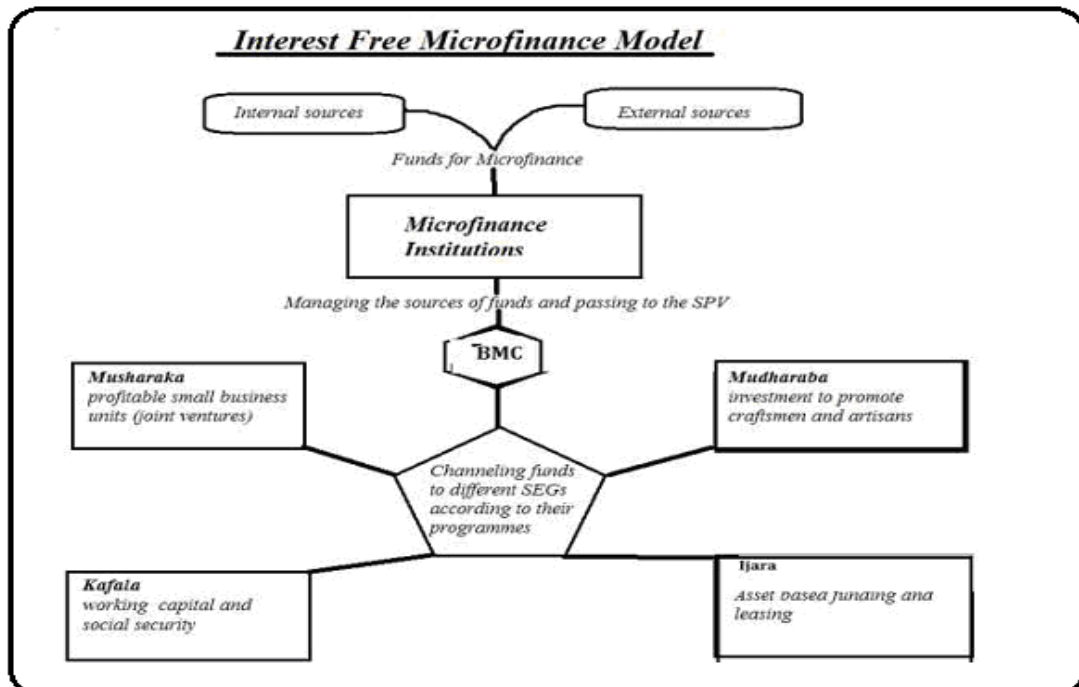 Interest Free Microfinance Model
Internal sources
External sources
Funds for Microfinance
Microfinance
Institutions
Managing the sources of funds and passing to the SPV
BMC
Musharaka
profitable small business
units (joint ventures)
Mudharaba
investment to promote
craftsmen and artisans
Channeling funds
to different SEGs
according to their
programmes
Kafala
working capital and
social security
Ijara
Asset based funding and
leasing